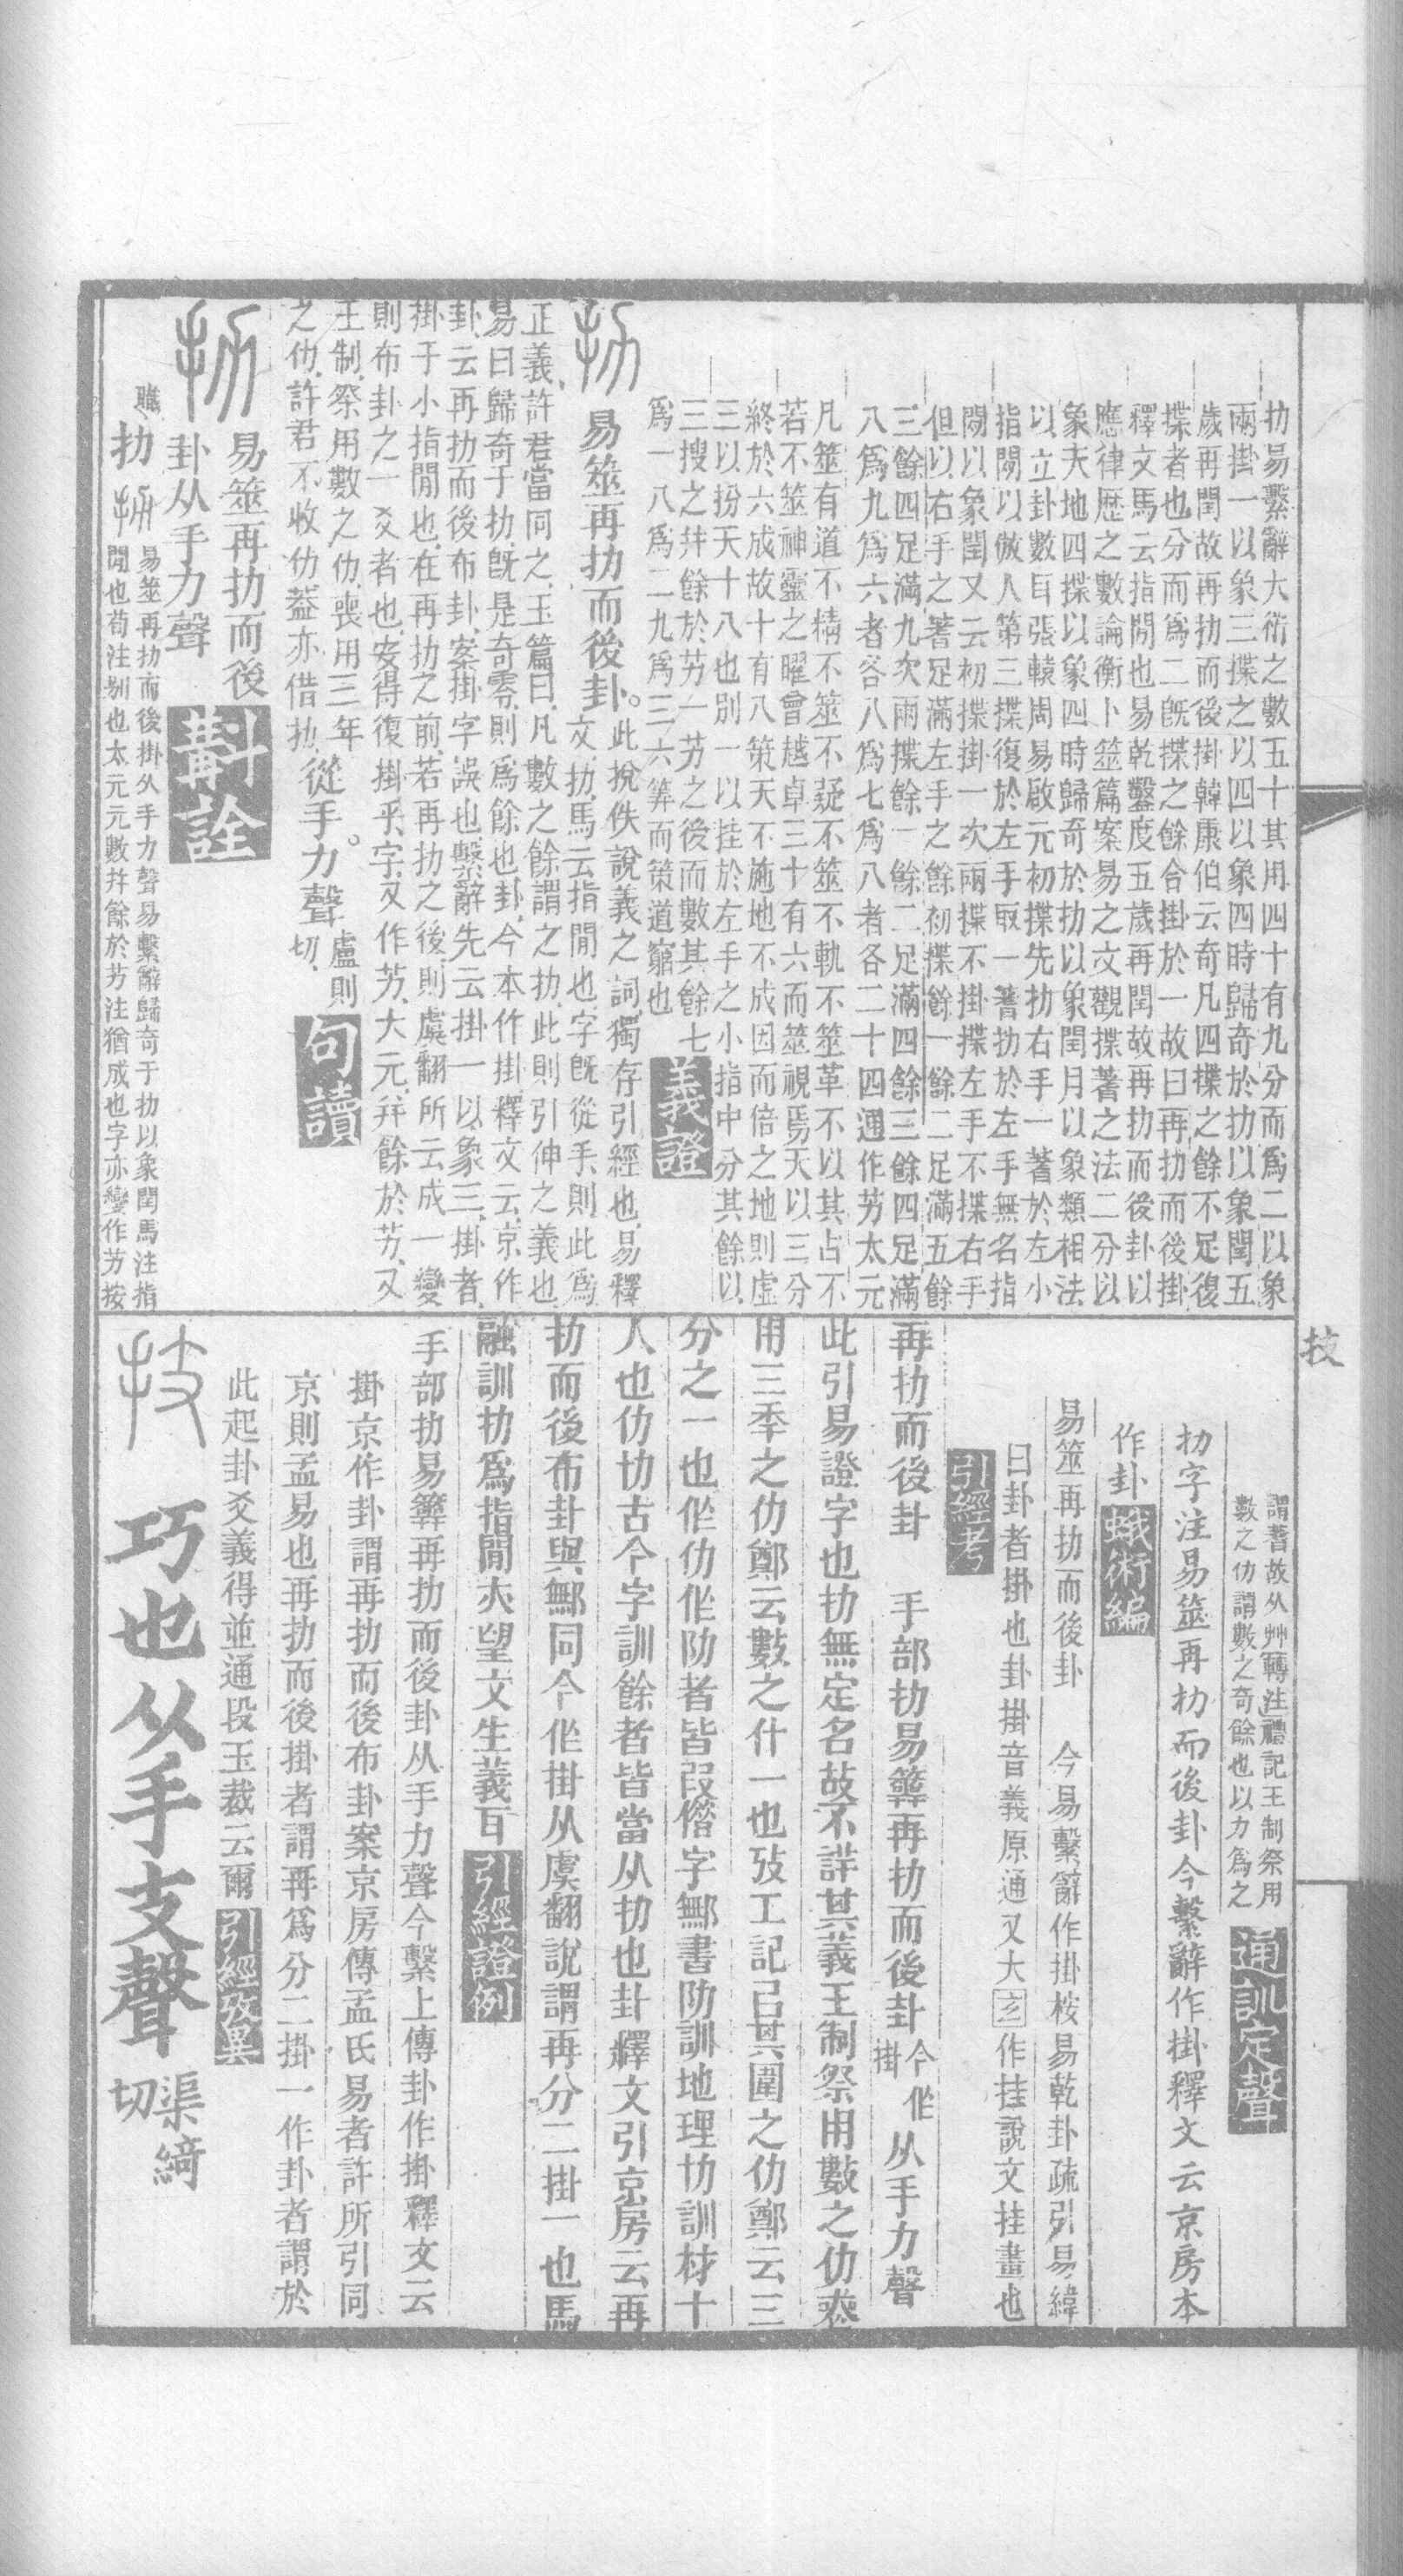 扐易繫辭大衍之數五十其用四十有九分而爲二以象
兩掛一以象三揲之以四以象四時歸奇於扐以象閏五
歲再閏故再扐而後掛韓康伯云奇凡四揲之餘不足復
揲者也分而爲二旣揲之餘合掛於一故曰再扐而後掛
釋文馬云指閒也易乾鑿度五歲再閏故再扐而後卦以
應律歷之數論衡卜筮篇案易之文觀揲蓍之法二分以
象天地四揲以象四時歸奇於扐以象閏月以象類相法
以立卦數耳張轅周易啟元初揲先扐右手一蓍於左小
指閒以倣人第三揲復於左手取一蓍扐於左手無名指
閒以象閏又云初揲掛一次兩揲不掛揲左手不揲右手
但以右手之蓍足滿左手之餘初揲餘一餘二足滿五餘
三餘四足滿九次兩揲餘一餘二足滿四餘三餘四足滿
八爲九爲六者各八爲七爲八者各二十四通作艻太元
凡筮有道不精不筮不疑不筮不軌不筮革不以其占不
若不筮神靈之曜曾越卓三十有六而筮視焉天以三分
終於六成故十有八策天不施地不成因而倍之地則虛
三以扮天十八也別一以挂於左手之小指中分其餘以
三搜之幷餘於艻一艻之後而數其餘七
爲一八爲二九爲三六筭而策道窮也 義證
扐 易筮再扐而後卦。此捝佚說義之詞獨存引經也易釋
文扐馬云指閒也字旣從手則此爲
正義許君當同之玉篇曰凡數之餘謂之扐此則引伸之義也
易曰歸奇于扐旣是奇零則爲餘也卦今本作掛釋文云京作
卦云再扐而後布卦案掛字誤也繫辭先云掛一以象三掛者
掛于小指閒也在再扐之前若再扐之後則虞翻所云成一變
則布卦之一爻者也安得復掛乎字又作艻大元幷餘於艻又
王制祭用數之仂喪用三年
之仂許君不收仂蓋亦借扐 從手力聲。盧則切 句讀
扐 易筮再扐而後
卦从手力聲 斠詮
職 扐 扐 易筮再扐而後掛从手力聲易繫辭歸奇于扐以象閏馬注指
閒也荀注別也太元元數幷餘於艻注猶成也字亦變作艻按
技
謂蓍故从艸轉注禮記王制祭用
數之仂謂數之奇餘也以力爲之 通訓定聲
扐字注易筮再扐而後卦今繫辭作掛釋文云京房本
作卦 蛾術編
易筮再扐而後卦 今易繫辭作掛桉易乾卦疏引易緯
曰卦者掛也卦掛音義原通又大玄作挂說文挂畫也
引經考
再扐而後卦 手部扐易簭再扐而後卦今作掛从手力聲
此引易證字也扐無定名故不詳其義王制祭用數之仂喪
用三年之仂鄭云數之什一也攷工記㠯其圍之仂鄭云三
分之一也作仂作阞者皆叚借字鄦書阞訓地理朸訓材十
人也仂朸古今字訓餘者皆當从扐也卦釋文引京房云再
扐而後布卦與鄦同今作掛从虞翻說謂再分二掛一也馬
融訓扐爲指閒亦望文生義耳 引經證例
手部扐易簭再扐而後卦从手力聲今繫上傳卦作掛釋文云
掛京作卦謂再扐而後布卦案京房傳孟氏易者許所引同
京則孟易也再扐而後掛者謂再爲分二掛一作卦者謂於
此起卦爻義得並通段玉裁云爾 引經攷異
技 巧也从手支聲 渠綺切